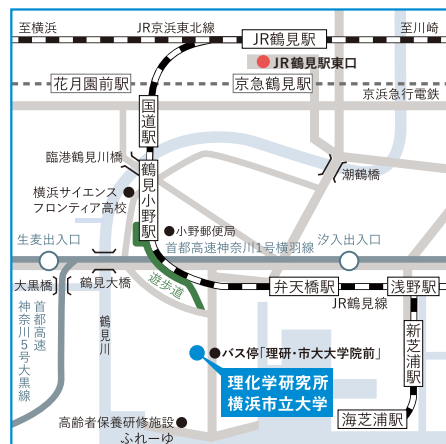 至横浜
JR京浜東北線
JR鶴見駅
至川崎
JR鶴見駅東口
花月園前駅
京急鶴見駅
京浜急行電鉄
国道駅
臨港鶴見川橋
鶴見小野駅
潮鶴橋
横浜サイエンス
フロンティア高校
小野郵便局
生麦出入口
首都高速神奈川1号横羽線
汐入出入口
遊歩道
大黒橋
鶴見大橋
弁天橋駅
浅野駅
JR鶴見線
首都高速
神奈川5号大黒線
鶴見川
新芝浦駅
バス停「理研・市大大学院前」
理化学研究所
横浜市立大学
海芝浦駅
高齢者保養研修施設
ふれーゆ